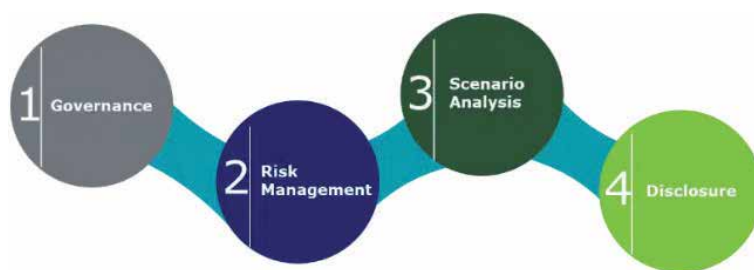 1 Governance
2 Risk
Management
3 Scenario
Analysis
4 Disclosure